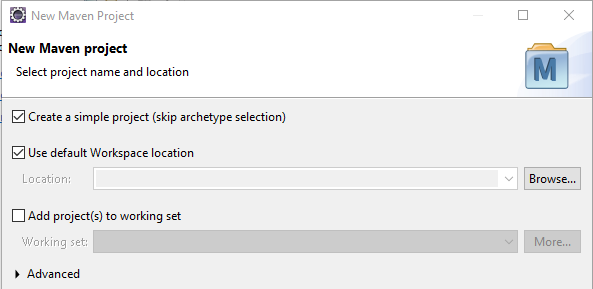 New Maven Project
New Maven project
Select project name and location
M
Create a simple project (skip archetype selection)
Use default Workspace location
Location:
Browse...
Add project(s) to working set
Working set:
More...
Advanced